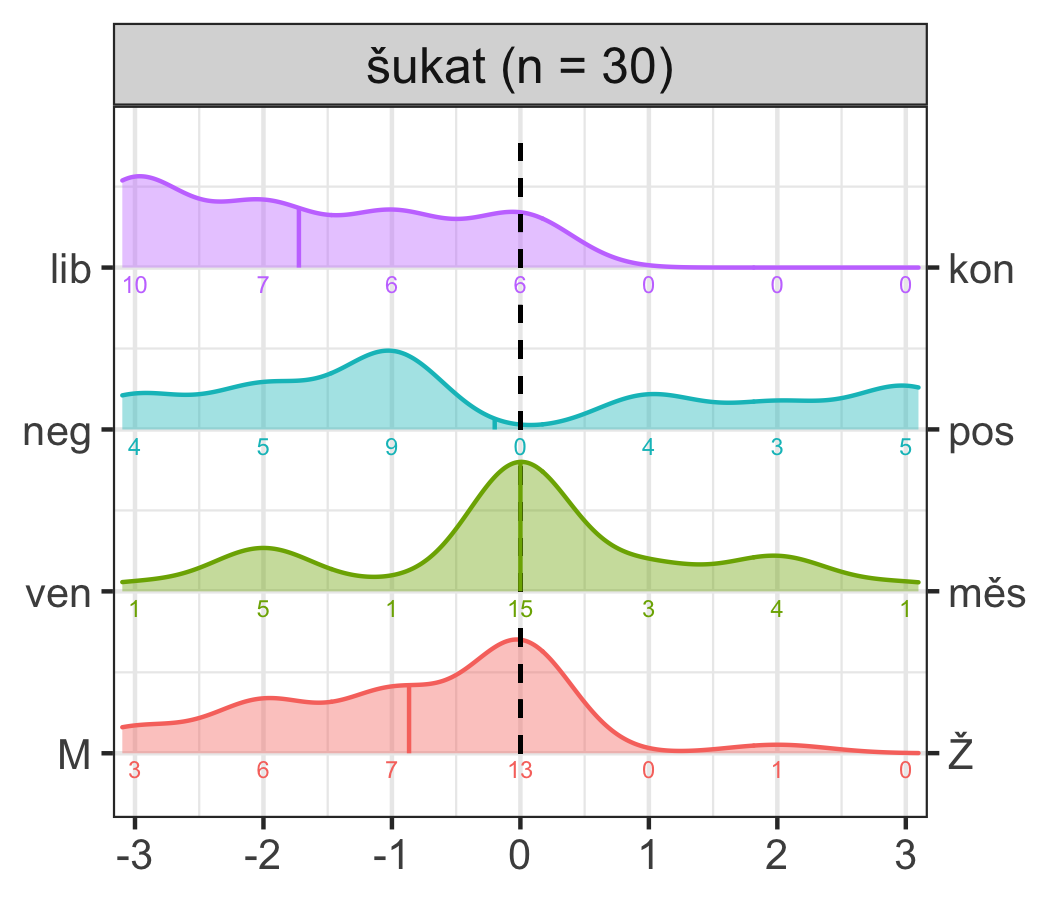 šukat (n = 30)
lib kon
10 7 6 6 0 0 0
neg pos
4 5 9 0 4 3 5
ven měs
1 5 1 15 3 4 1
M Ž
3 6 7 13 0 1 0
-3 -2 -1 0 1 2 3